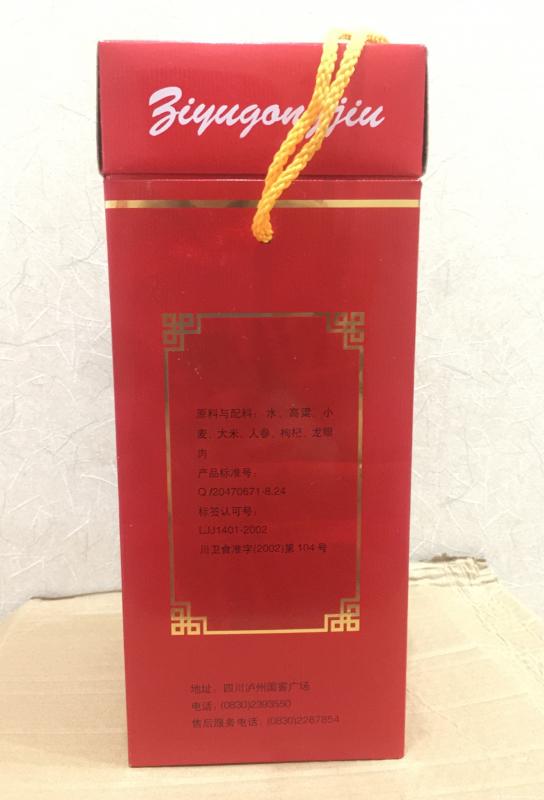 Ziyugongjiu
原料与配料：水、高粱、小
麦、大米、人参、枸杞、龙眼
肉
产品标准号：
Q/20470671-8.24
标签认可号：
LJJ1401-2002
川卫食准字(2002)第104号
地址：四川泸州国窖广场
电话：(0830)2393550
售后服务电话：(0830)2267854